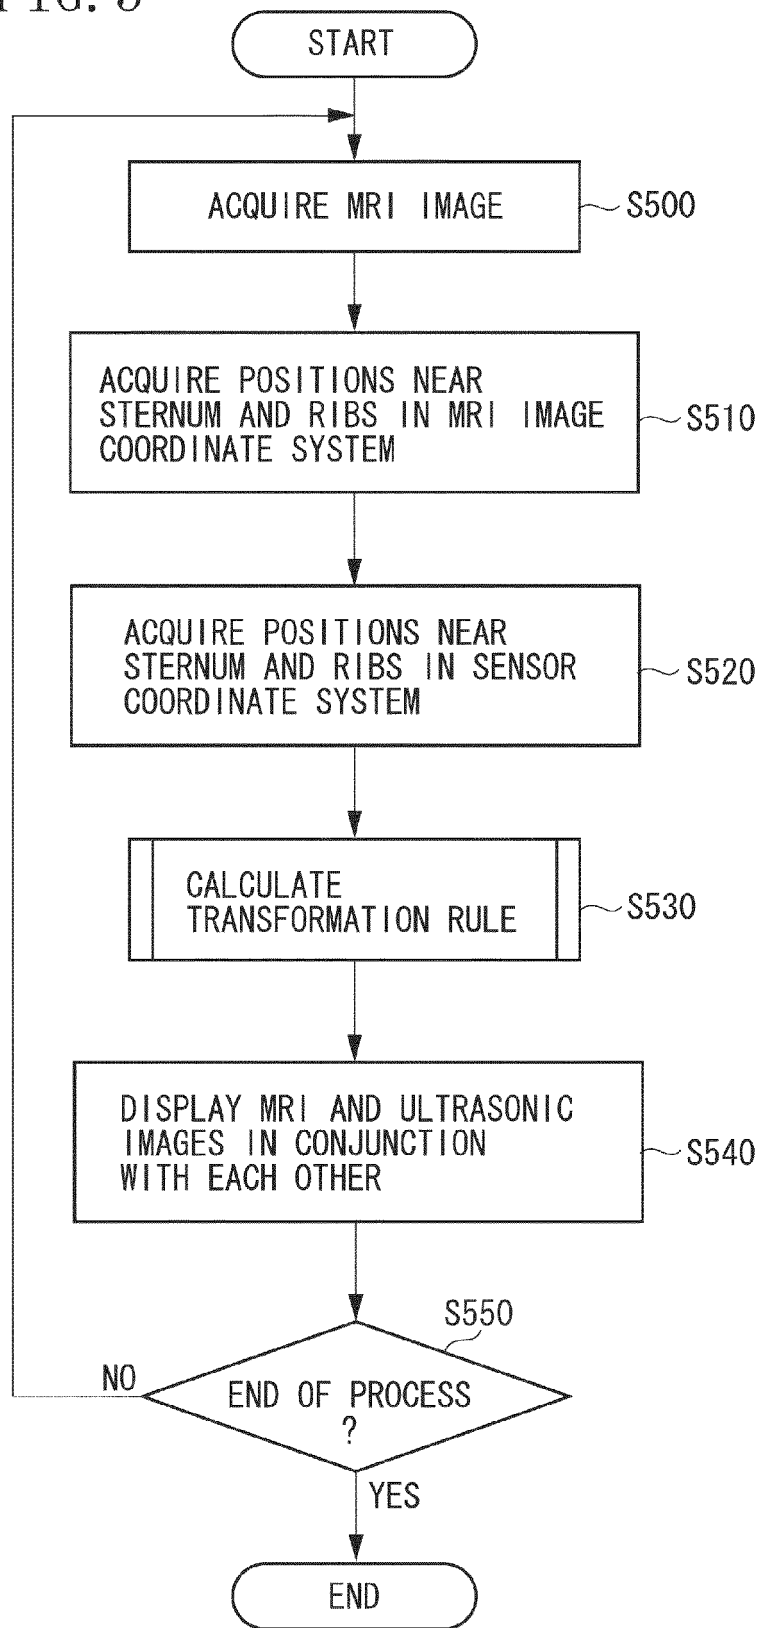 START
ACQUIRE MRI IMAGE
S500
ACQUIRE POSITIONS NEAR
STERNUM AND RIBS IN MRI IMAGE
COORDINATE SYSTEM
S510
ACQUIRE POSITIONS NEAR
STERNUM AND RIBS IN SENSOR
COORDINATE SYSTEM
S520
CALCULATE
TRANSFORMATION RULE
S530
DISPLAY MRI AND ULTRASONIC
IMAGES IN CONJUNCTION
WITH EACH OTHER
S540
S550
NO
END OF PROCESS
?
YES
END